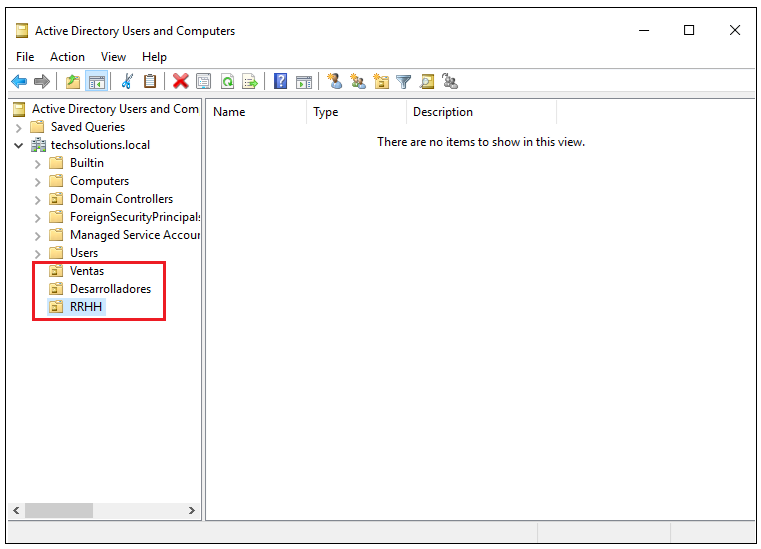 Active Directory Users and Computers
File Action View Help
Active Directory Users and Com
Saved Queries
techsolutions.local
Builtin
Computers
Domain Controllers
ForeignSecurityPrincipals
Managed Service Accour
Users
Ventas
Desarrolladores
RRHH
Name Type Description
There are no items to show in this view.